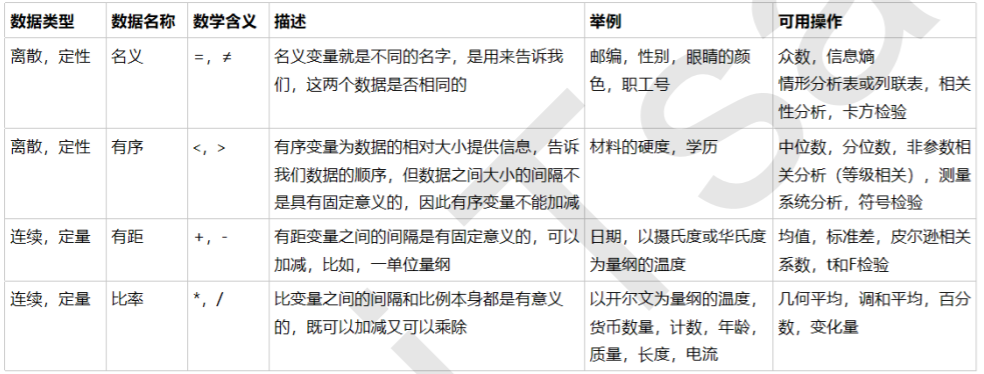 数据类型 数据名称 数学含义 描述 举例 可用操作
离散，定性 名义 =，≠ 名义变量就是不同的名字，是用来告诉我 邮编，性别，眼睛的颜 众数，信息熵
们，这两个数据是否相同的 色，职工号 情形分析表或列联表，相关
性分析，卡方检验
离散，定性 有序 <，> 有序变量为数据的相对大小提供信息，告诉 材料的硬度，学历 中位数，分位数，非参数相
我们数据的顺序，但数据之间大小的间隔不 关分析（等级相关），测量
是具有固定意义的，因此有序变量不能加减 系统分析，符号检验
连续，定量 有距 +，- 有距变量之间的间隔是有固定意义的，可以 日期，以摄氏度或华氏度 均值，标准差，皮尔逊相关
加减，比如，一单位量纲 为量纲的温度 系数，t和F检验
连续，定量 比率 *，/ 比变量之间的间隔和比例本身都是有意义 以开尔文为量纲的温度， 几何平均，调和平均，百分
的，既可以加减又可以乘除 货币数量，计数，年龄， 数，变化量
质量，长度，电流